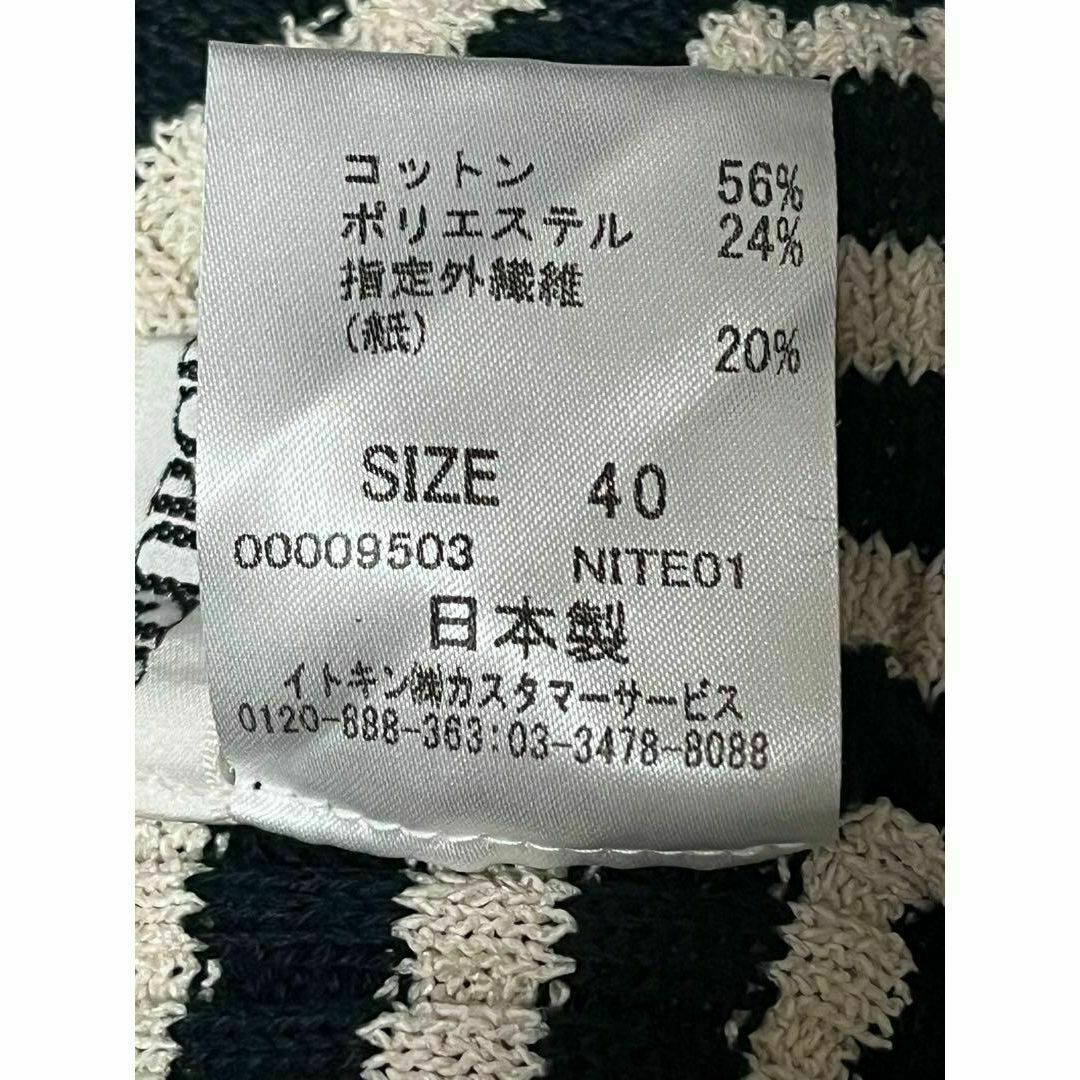 コットン 56%
ポリエステル 24%
指定外繊維
(紙) 20%
SIZE 40
00009503 NITE01
日本製
イトキン㈱カスタマーサービス
0120-888-363:03-3478-8088